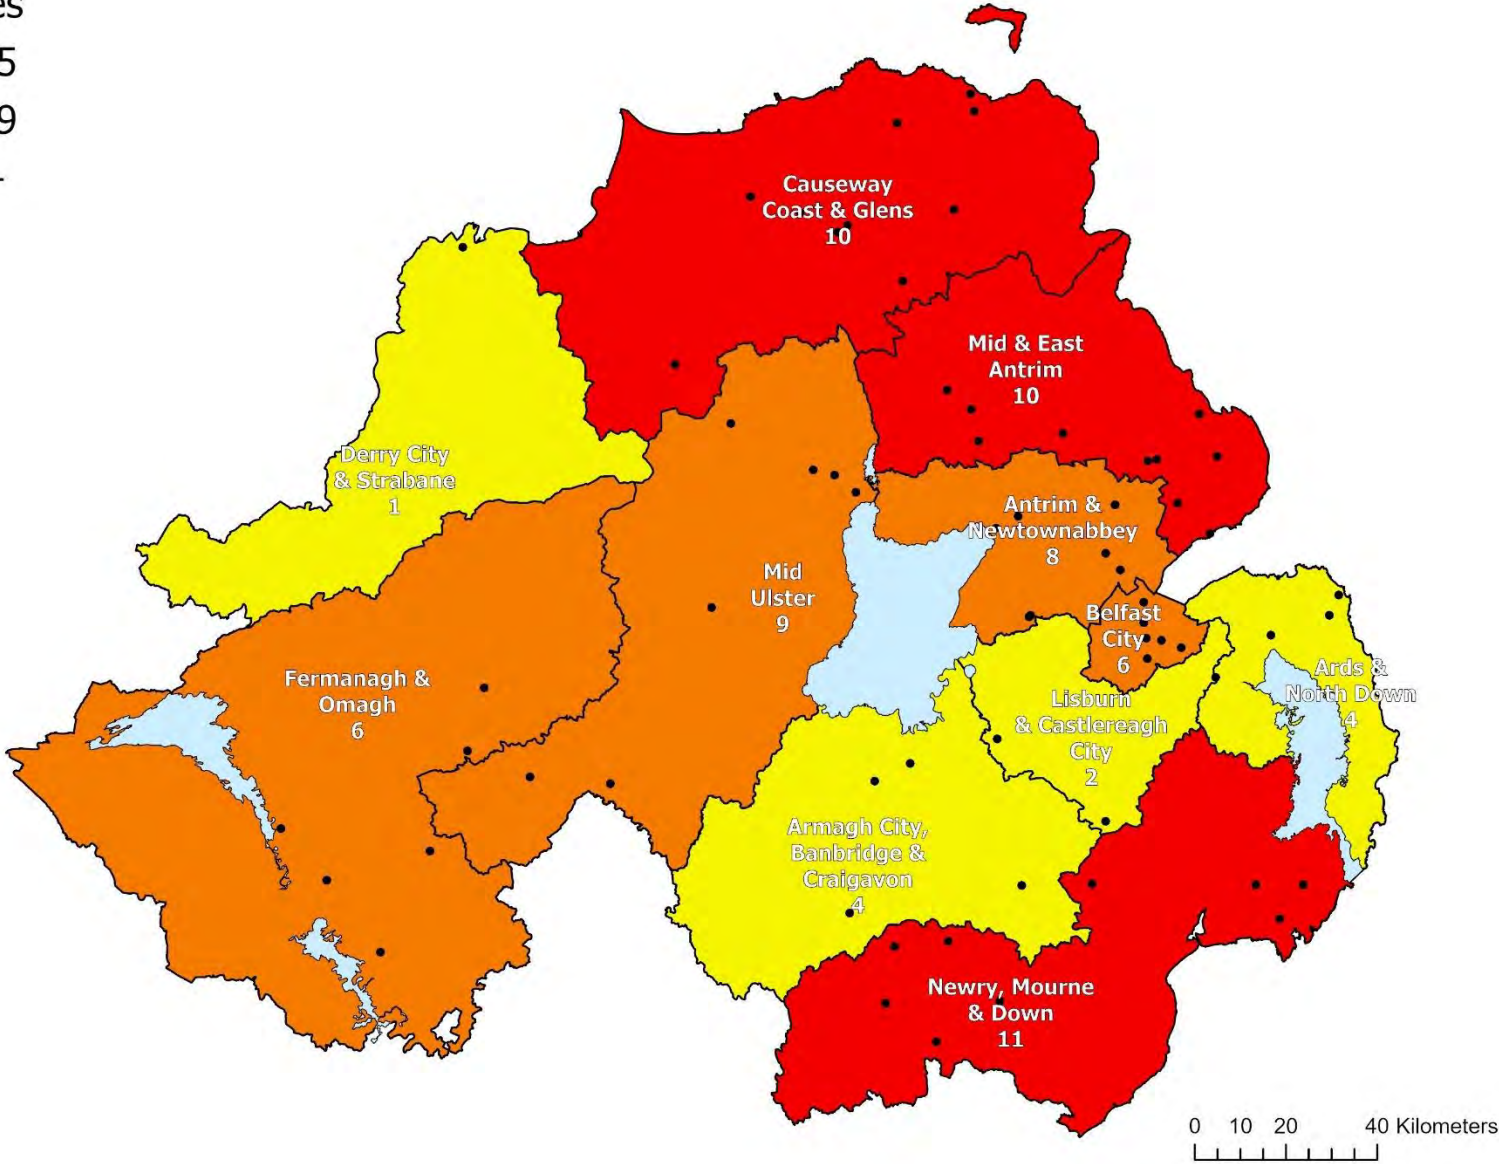 5
9
Causeway
Coast & Glens
10
Mid & East
Antrim
10
Derry City
& Strabane
1
Antrim &
Newtownabbey
8
Mid
Ulster
9
Belfast
City
6
Fermanagh &
Omagh
6
Ards &
North Down
4
Lisburn
& Castlereagh
City
2
Armagh City,
Banbridge &
Craigavon
4
Newry, Mourne
& Down
11
0 10 20 40 Kilometers